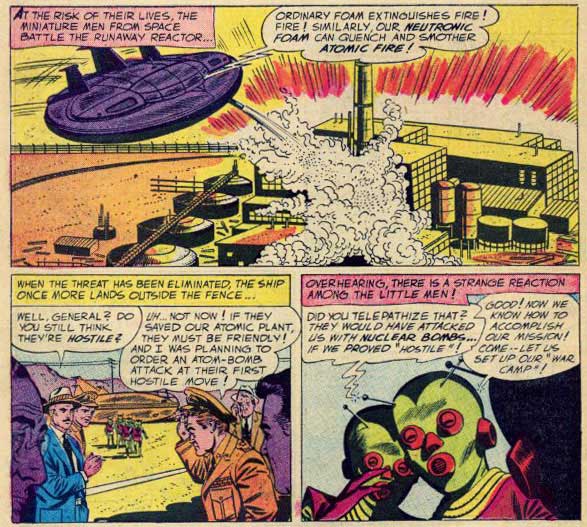 AT THE RISK OF THEIR LIVES, THE
MINIATURE MEN FROM SPACE
BATTLE THE RUNAWAY REACTOR...
ORDINARY FOAM EXTINGUISHES FIRE!
FIRE! SIMILARLY, OUR NEUTRONIC
FOAM CAN QUENCH AND SMOTHER
ATOMIC FIRE!
WHEN THE THREAT HAS BEEN ELIMINATED, THE SHIP
ONCE MORE LANDS OUTSIDE THE FENCE...
WELL, GENERAL? DO
YOU STILL THINK
THEY'RE HOSTILE?
UH... NOT NOW! IF THEY
SAVED OUR ATOMIC PLANT,
THEY MUST BE FRIENDLY!
AND I WAS PLANNING TO
ORDER AN ATOM-BOMB
ATTACK AT THEIR FIRST
HOSTILE MOVE!
OVERHEARING, THERE IS A STRANGE REACTION
AMONG THE LITTLE MEN!
DID YOU TELEPATHIZE THAT?
THEY WOULD HAVE ATTACKED
US WITH NUCLEAR BOMBS...
IF WE PROVED "HOSTILE"!
GOOD! NOW WE
KNOW HOW TO
ACCOMPLISH
OUR MISSION!
COME--LET US
SET UP OUR "WAR
CAMP"!